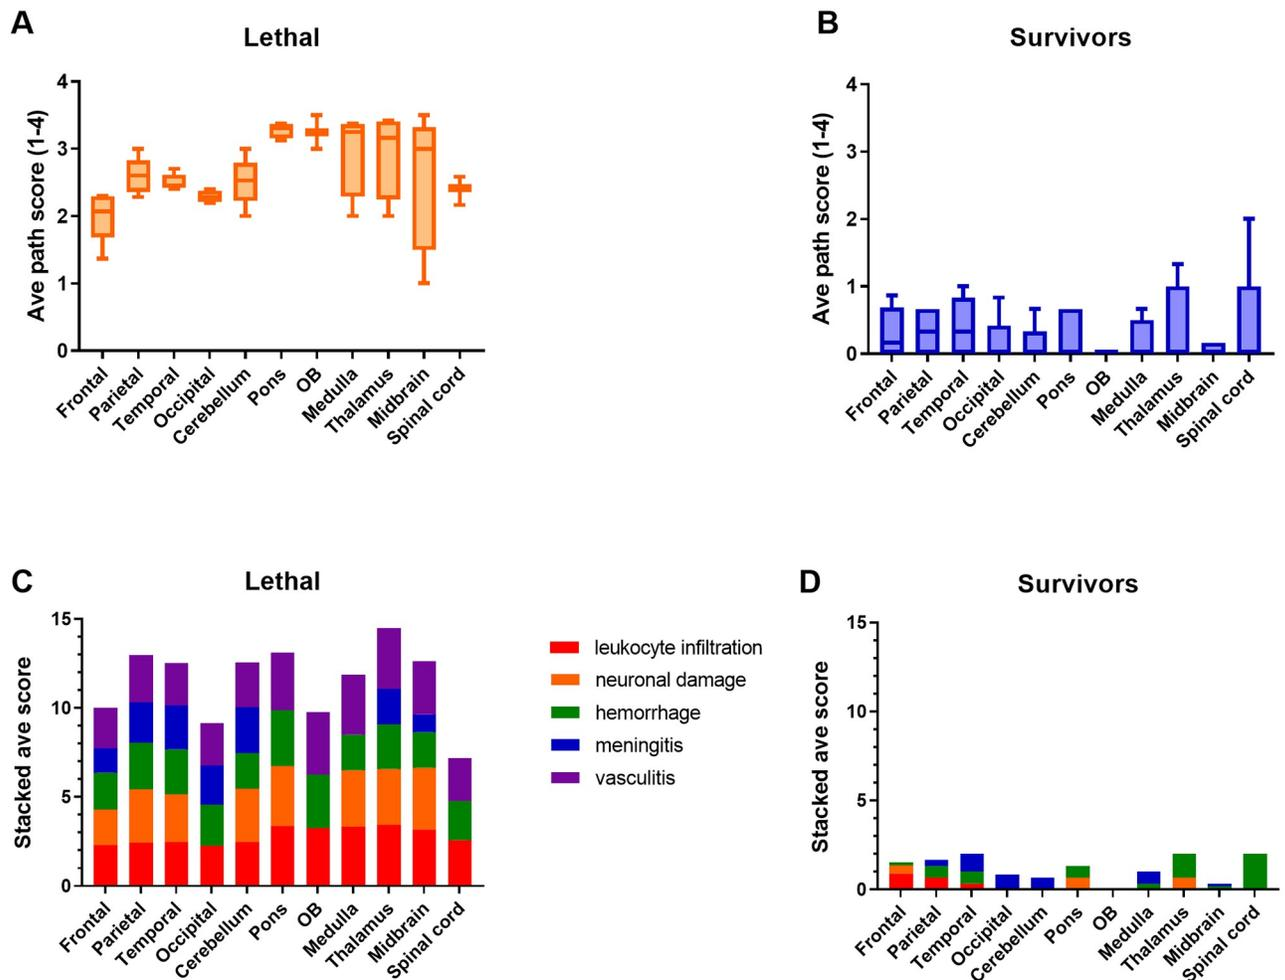 A
Lethal
Ave path score (1-4)
4
3
2
1
0
Frontal
Parietal
Temporal
Occipital
Cerebellum
Pons
OB
Medulla
Thalamus
Midbrain
Spinal cord
B
Survivors
Ave path score (1-4)
4
3
2
1
0
Frontal
Parietal
Temporal
Occipital
Cerebellum
Pons
OB
Medulla
Thalamus
Midbrain
Spinal cord
C
Lethal
Stacked ave score
15
10
5
0
Frontal
Parietal
Temporal
Occipital
Cerebellum
Pons
OB
Medulla
Thalamus
Midbrain
Spinal cord
leukocyte infiltration
neuronal damage
hemorrhage
meningitis
vasculitis
D
Survivors
Stacked ave score
15
10
5
0
Frontal
Parietal
Temporal
Occipital
Cerebellum
Pons
OB
Medulla
Thalamus
Midbrain
Spinal cord